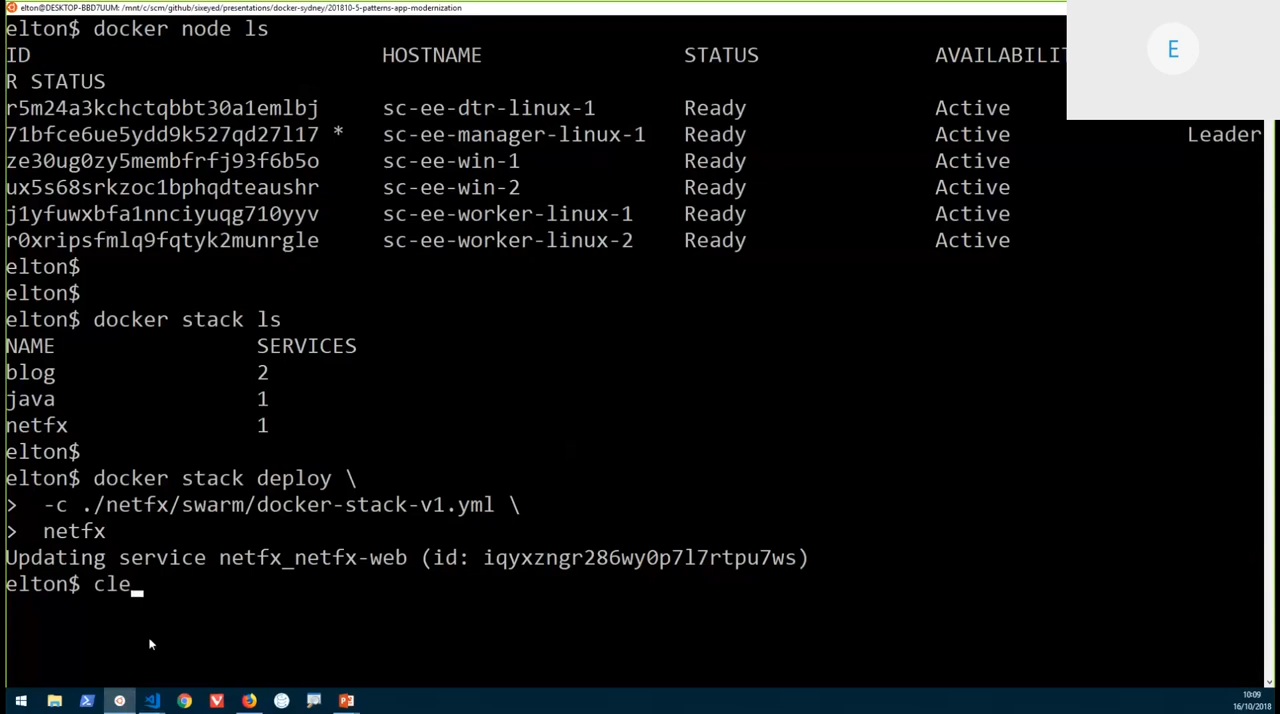 elton@DESKTOP-BBD7UUM: /mnt/c/scm/github/sixeyed/presentations/docker-sydney/201810-5-patterns-app-modernization
elton$ docker node ls
ID HOSTNAME STATUS AVAILABILIT
R STATUS
r5m24a3kchctqbbt30a1emlbj sc-ee-dtr-linux-1 Ready Active
71bfce6ue5ydd9k527qd27l17 * sc-ee-manager-linux-1 Ready Active Leader
ze30ug0zy5membfrfj93f6b5o sc-ee-win-1 Ready Active
ux5s68srkzoc1bphqdteaushr sc-ee-win-2 Ready Active
j1yfuwxbfa1nnciyuqg710yyv sc-ee-worker-linux-1 Ready Active
r0xripsfmlq9fqtyk2munrgle sc-ee-worker-linux-2 Ready Active
elton$
elton$
elton$ docker stack ls
NAME SERVICES
blog 2
java 1
netfx 1
elton$
elton$ docker stack deploy \
> -c ./netfx/swarm/docker-stack-v1.yml \
> netfx
Updating service netfx_netfx-web (id: iqyxzngr286wy0p7l7rtpu7ws)
elton$ cle
E
10:09
16/10/2018